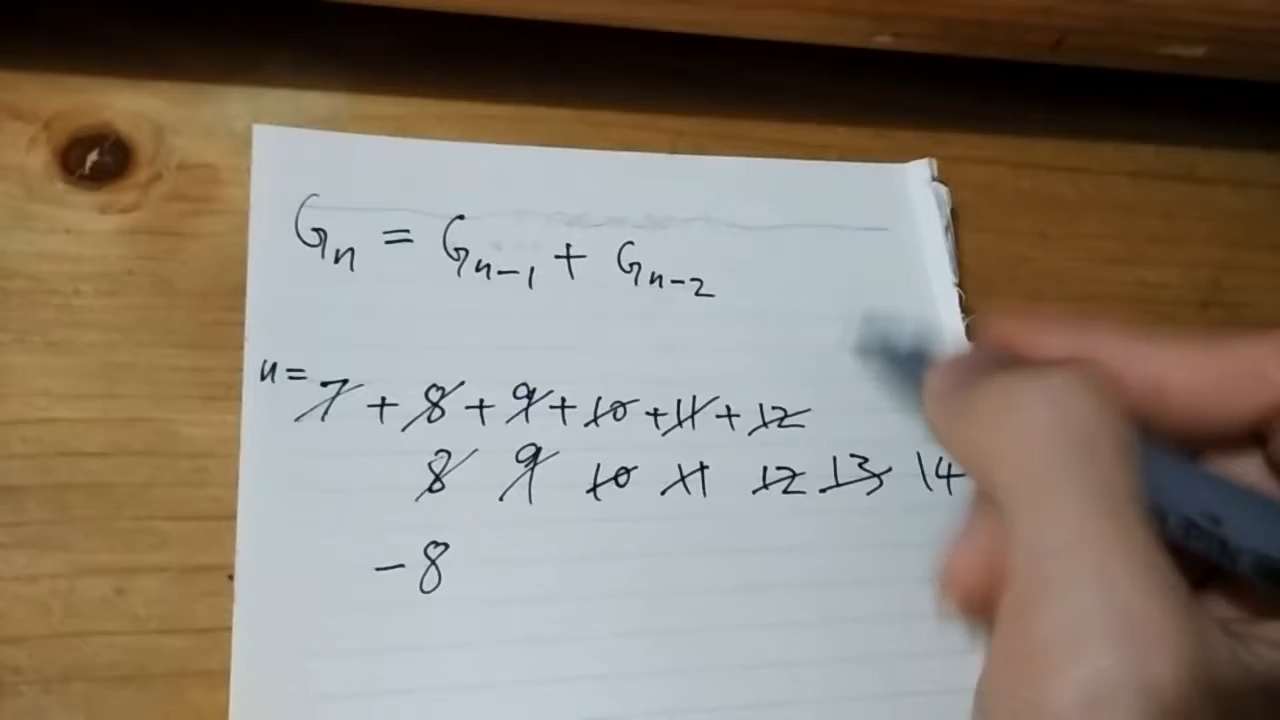 Gn = Gn-1 + Gn-2
n = 7 + 8 + 9 + 10 + 11 + 12
8 9 10 11 12 13 14
- 8